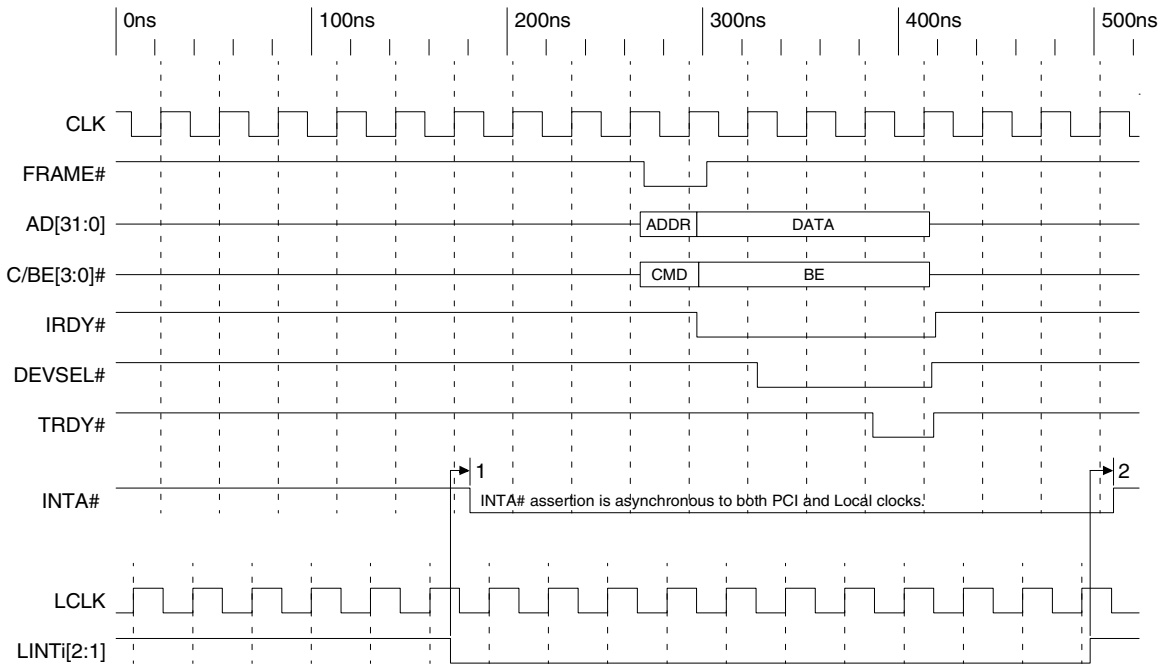 0ns 100ns 200ns 300ns 400ns 500ns
CLK
FRAME#
AD[31:0] ADDR DATA
C/BE[3:0]# CMD BE
IRDY#
DEVSEL#
TRDY#
1 2
INTA# INTA# assertion is asynchronous to both PCI and Local clocks.
LCLK
LINTi[2:1]